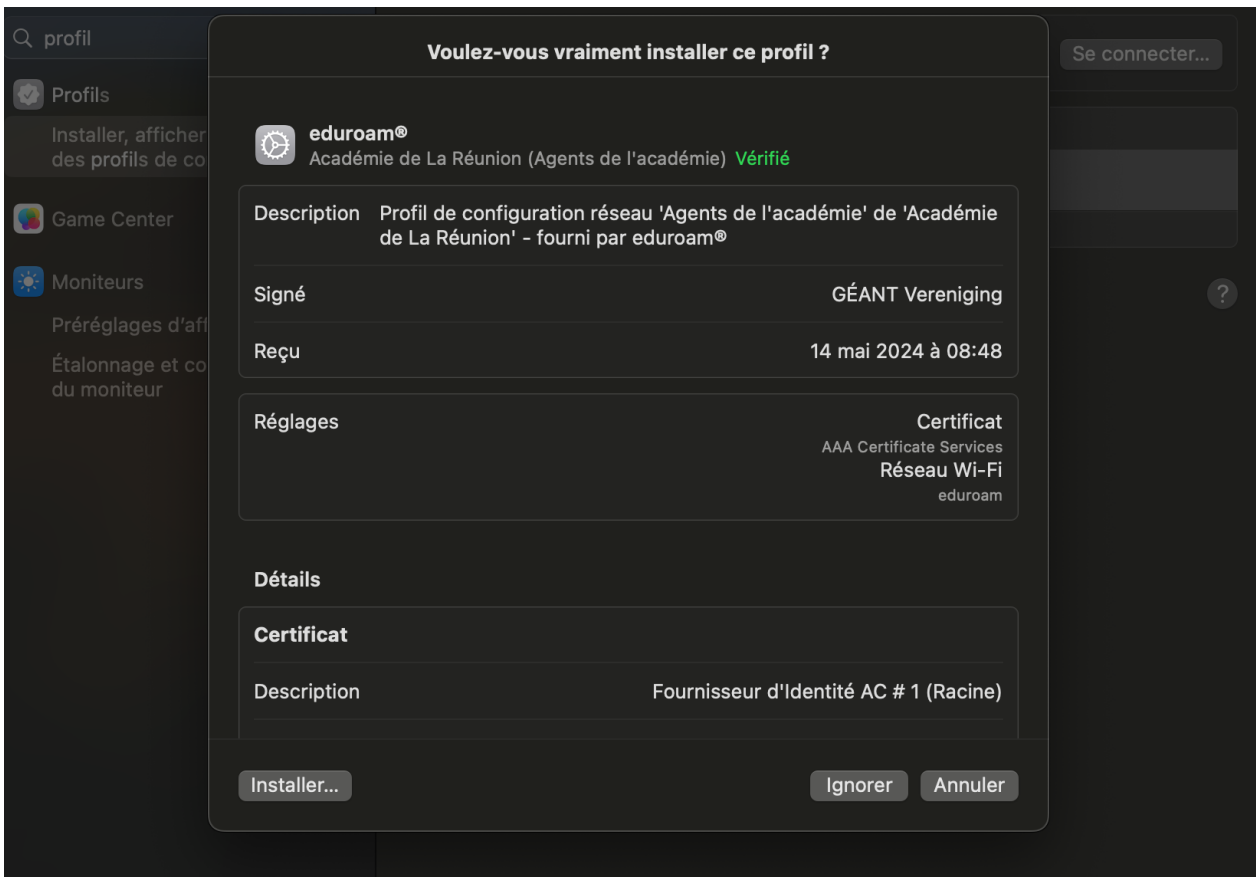 profil
Profils
Installer, afficher
des profils de co
Game Center
Moniteurs
Préréglages d'aff
Étalonnage et co
du moniteur
Voulez-vous vraiment installer ce profil ?
eduroam®
Académie de La Réunion (Agents de l'académie) Vérifié
Description Profil de configuration réseau 'Agents de l'académie' de 'Académie
de La Réunion' - fourni par eduroam®
Signé GÉANT Vereniging
Reçu 14 mai 2024 à 08:48
Réglages Certificat
AAA Certificate Services
Réseau Wi-Fi
eduroam
Détails
Certificat
Description Fournisseur d'Identité AC # 1 (Racine)
Installer... Ignorer Annuler
Se connecter...
?